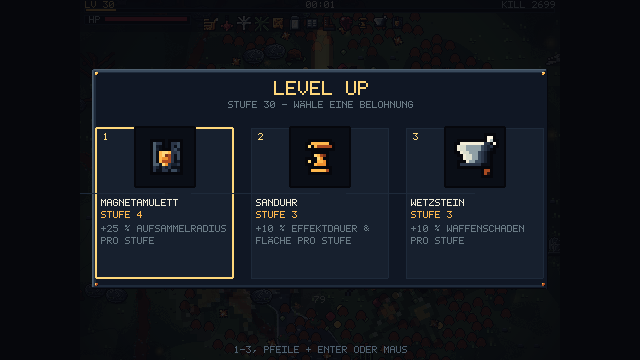 LV 30
00:01
KILL 2699
HP
LEVEL UP
STUFE 30 – WÄHLE EINE BELOHNUNG
1
2
3
MAGNETAMULETT
STUFE 4
+25 % AUFSAMMELRADIUS
PRO STUFE
SANDUHR
STUFE 3
+10 % EFFEKTDAUER &
FLÄCHE PRO STUFE
WETZSTEIN
STUFE 3
+10 % WAFFENSCHADEN
PRO STUFE
1-3, PFEILE + ENTER ODER MAUS